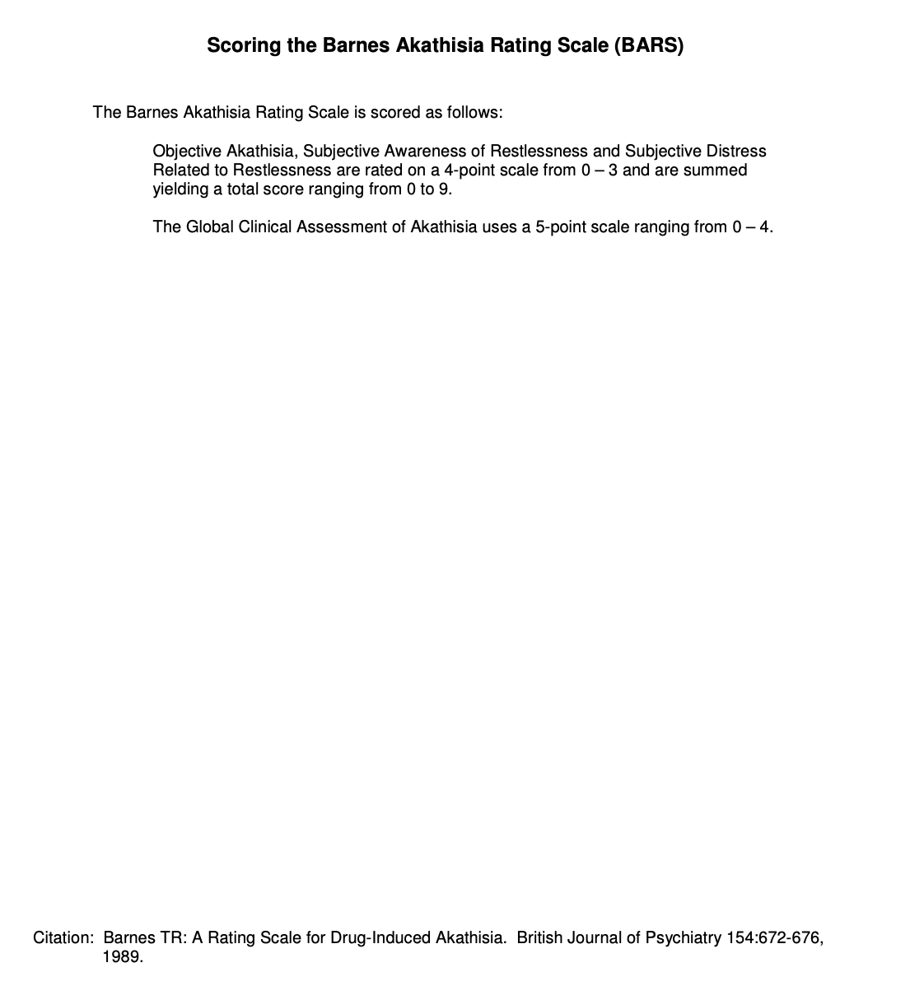 Scoring the Barnes Akathisia Rating Scale (BARS)
The Barnes Akathisia Rating Scale is scored as follows:
Objective Akathisia, Subjective Awareness of Restlessness and Subjective Distress
Related to Restlessness are rated on a 4-point scale from 0 – 3 and are summed
yielding a total score ranging from 0 to 9.
The Global Clinical Assessment of Akathisia uses a 5-point scale ranging from 0 – 4.
Citation:  Barnes TR: A Rating Scale for Drug-Induced Akathisia.  British Journal of Psychiatry 154:672-676,
1989.